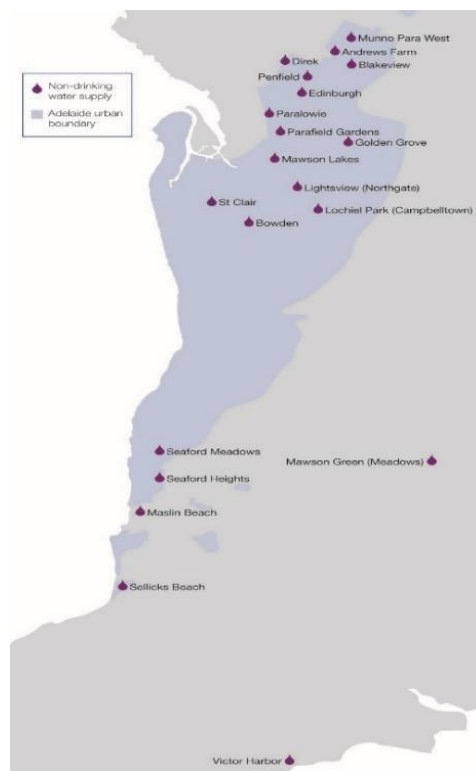 Munno Para West
Andrews Farm
Direk
Blakeview
Penfield
Edinburgh
Non-drinking
water supply
Adelaide urban
boundary
Paralowie
Parafield Gardens
Golden Grove
Mawson Lakes
Lightsview (Northgate)
St Clair
Lochiel Park (Campbelltown)
Bowden
Seaford Meadows
Mawson Green (Meadows)
Seaford Heights
Maslin Beach
Sellicks Beach
Victor Harbor